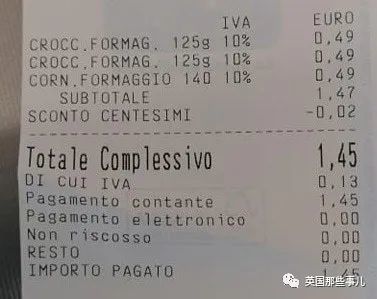 IVA EURO
CROCC.FORMAG. 125g 10% 0,49
CROCC.FORMAG. 125g 10% 0,49
CORN.FORMAGGIO 140 10% 0,49
SUBTOTALE 1,47
SCONTO CENTESIMI -0,02
Totale Complessivo 1,45
DI CUI IVA 0,13
Pagamento contante 1,45
Pagamento elettronico 0,00
Non riscosso 0,00
RESTO 0,00
IMPORTO PAGATO 1,45
英国那些事儿